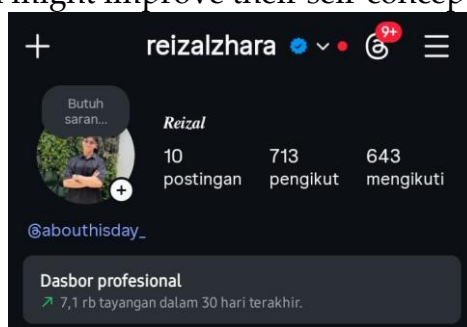 might improve their self-concep
reizalzhara
9+
Butuh
saran...
Reizal
10 713 643
postingan pengikut mengikuti
@abouthisday_
Dasbor profesional
7,1 rb tayangan dalam 30 hari terakhir.